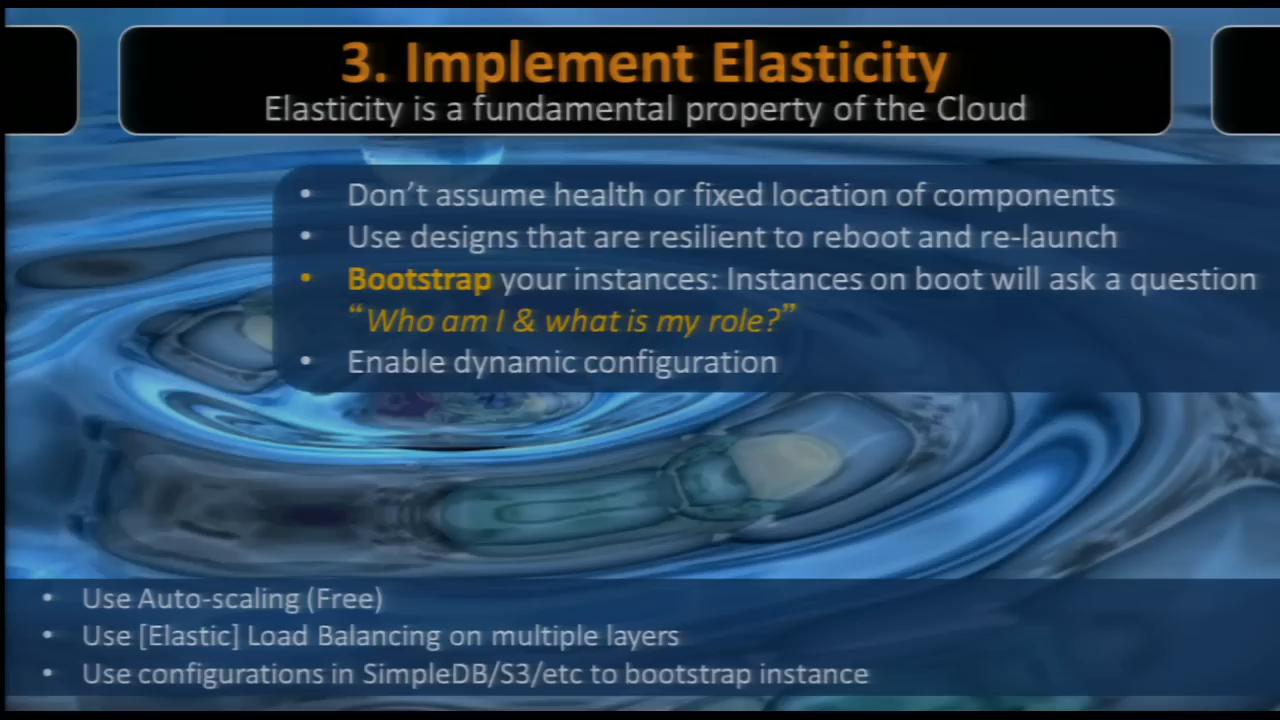 3. Implement Elasticity
Elasticity is a fundamental property of the Cloud
• Don't assume health or fixed location of components
• Use designs that are resilient to reboot and re-launch
• Bootstrap your instances: Instances on boot will ask a question
“Who am I & what is my role?”
• Enable dynamic configuration
• Use Auto-scaling (Free)
• Use [Elastic] Load Balancing on multiple layers
• Use configurations in SimpleDB/S3/etc to bootstrap instance